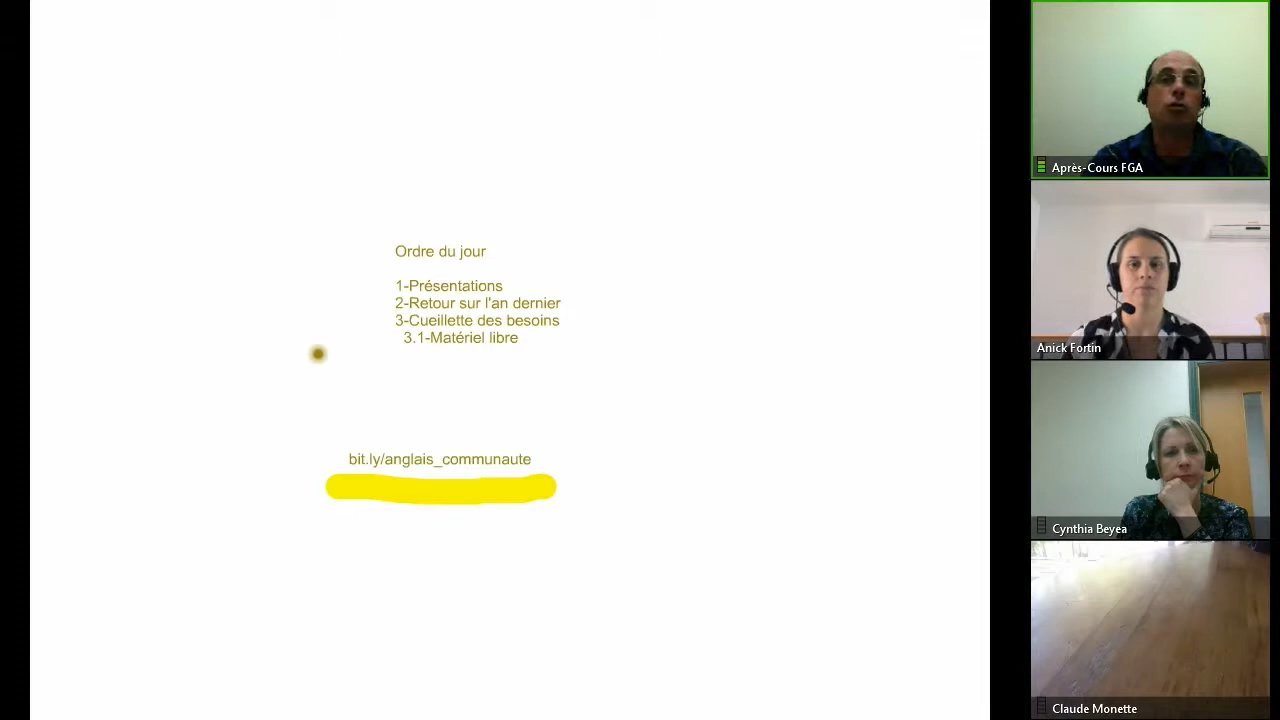 Ordre du jour
1-Présentations
2-Retour sur l'an dernier
3-Cueillette des besoins
3.1-Matériel libre
bit.ly/anglais_communaute
Après-Cours FGA
Anick Fortin
Cynthia Beyea
Claude Monette